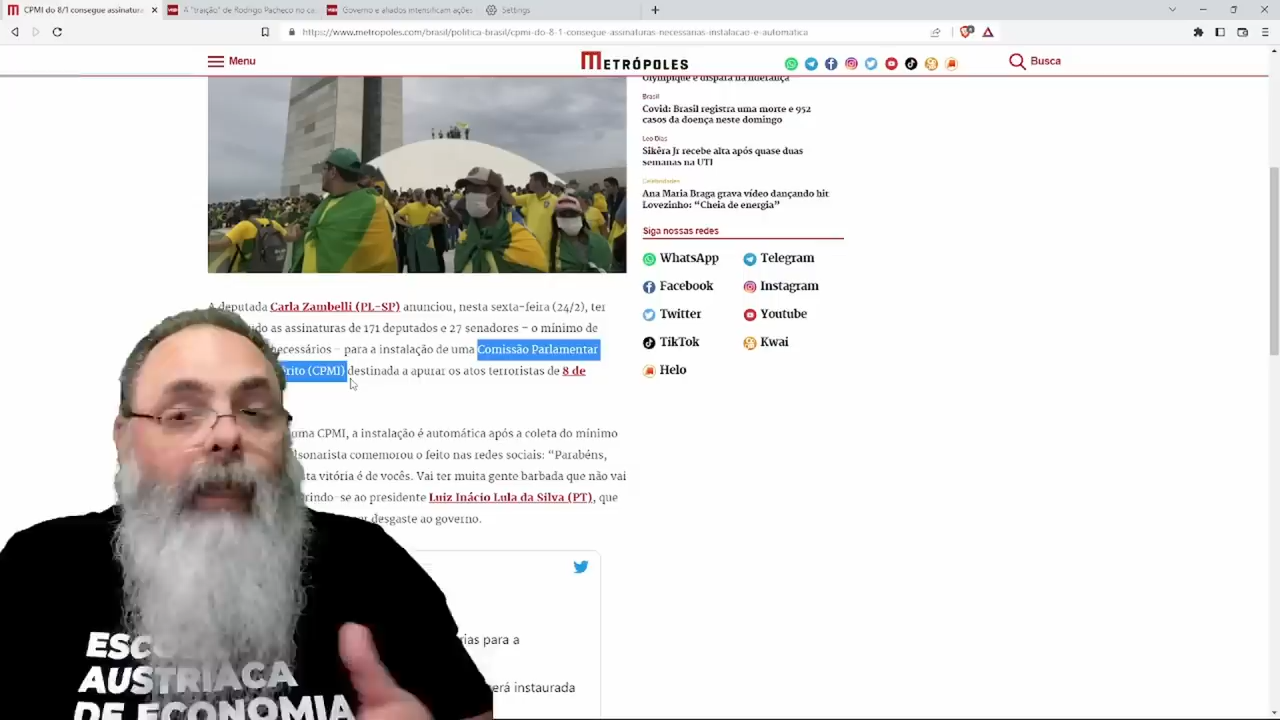 CPMI do 8/1 consegue assinatura
A "traição" de Rodrigo Pacheco no ca
Governo e aliados intensificam ações
Settings
https://www.metropoles.com/brasil/politica-brasil/cpmi-do-8-1-consegue-assinaturas-necessarias-instalacao-e-automatica
Menu
METRÓPOLES
Busca
Olympique e dispara na liderança
Brasil
Covid: Brasil registra uma morte e 952
casos da doença neste domingo
Leo Dias
Sikêra Jr recebe alta após quase duas
semanas na UTI
Celebridades
Ana Maria Braga grava vídeo dançando hit
Lovezinho: “Cheia de energia”
Siga nossas redes
WhatsApp
Telegram
Facebook
Instagram
Twitter
Youtube
TikTok
Kwai
Helo
A deputada Carla Zambelli (PL-SP) anunciou, nesta sexta-feira (24/2), ter
as assinaturas de 171 deputados e 27 senadores – o mínimo de
necessários – para a instalação de uma Comissão Parlamentar
(CPMI) destinada a apurar os atos terroristas de 8 de
uma CPMI, a instalação é automática após a coleta do mínimo
comemorou o feito nas redes sociais: “Parabéns,
vitória é de vocês. Vai ter muita gente barbada que não vai
ao presidente Luiz Inácio Lula da Silva (PT), que
desgaste ao governo.
para a
será instaurada
ESCOLA
AUSTRÍACA
DE ECONOMIA